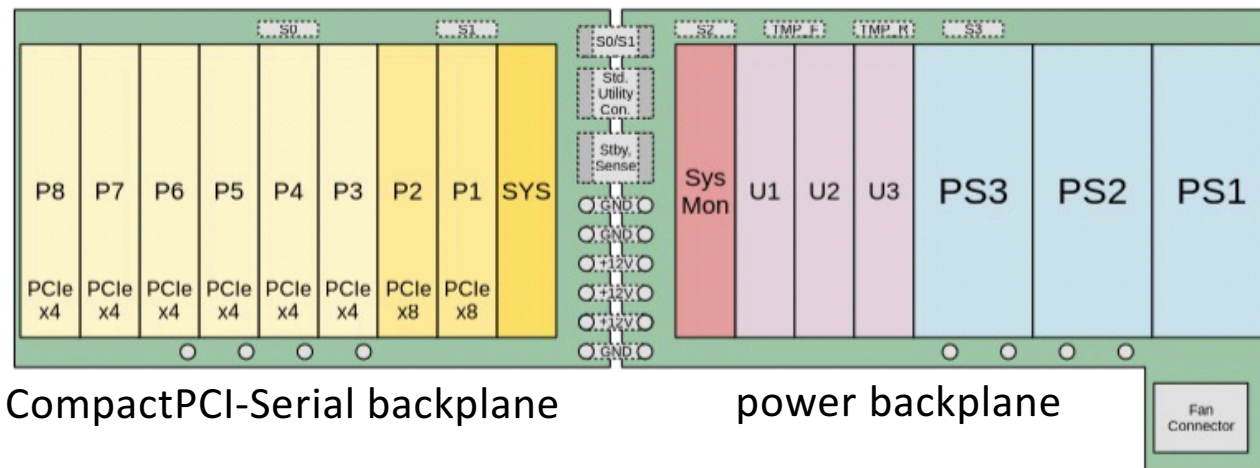 S0
S1
S0/S1
S2
TMP_F
TMP_R
S3
Std.
Utility
Con.
Stby,
Sense
P8
P7
P6
P5
P4
P3
P2
P1
SYS
Sys
Mon
U1
U2
U3
PS3
PS2
PS1
GND
GND
+12V
+12V
+12V
GND
PCIe
x4
PCIe
x4
PCIe
x4
PCIe
x4
PCIe
x4
PCIe
x4
PCIe
x8
PCIe
x8
CompactPCI-Serial backplane
power backplane
Fan
Connector